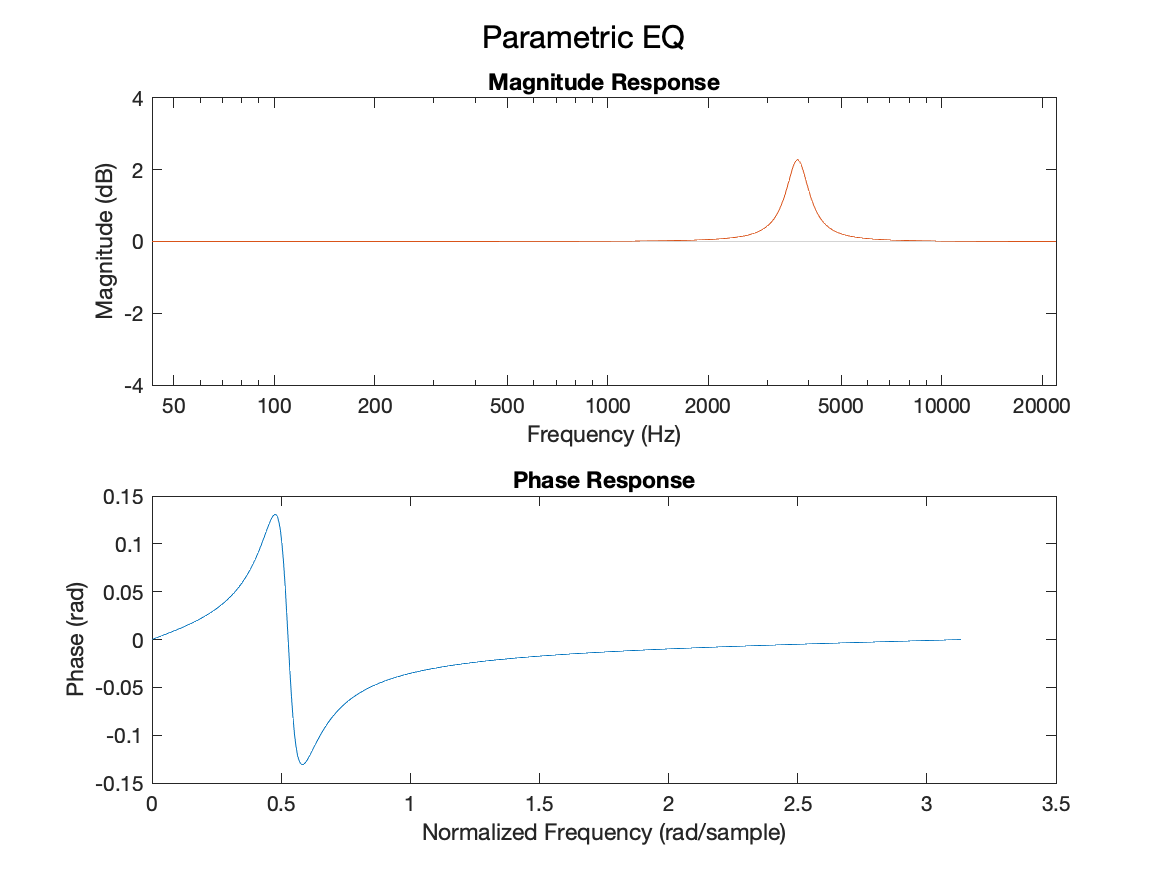 Parametric EQ
Magnitude Response
4
2
0
-2
-4
Magnitude (dB)
50 100 200 500 1000 2000 5000 10000 20000
Frequency (Hz)
Phase Response
0.15
0.1
0.05
0
-0.05
-0.1
-0.15
Phase (rad)
0 0.5 1 1.5 2 2.5 3 3.5
Normalized Frequency (rad/sample)